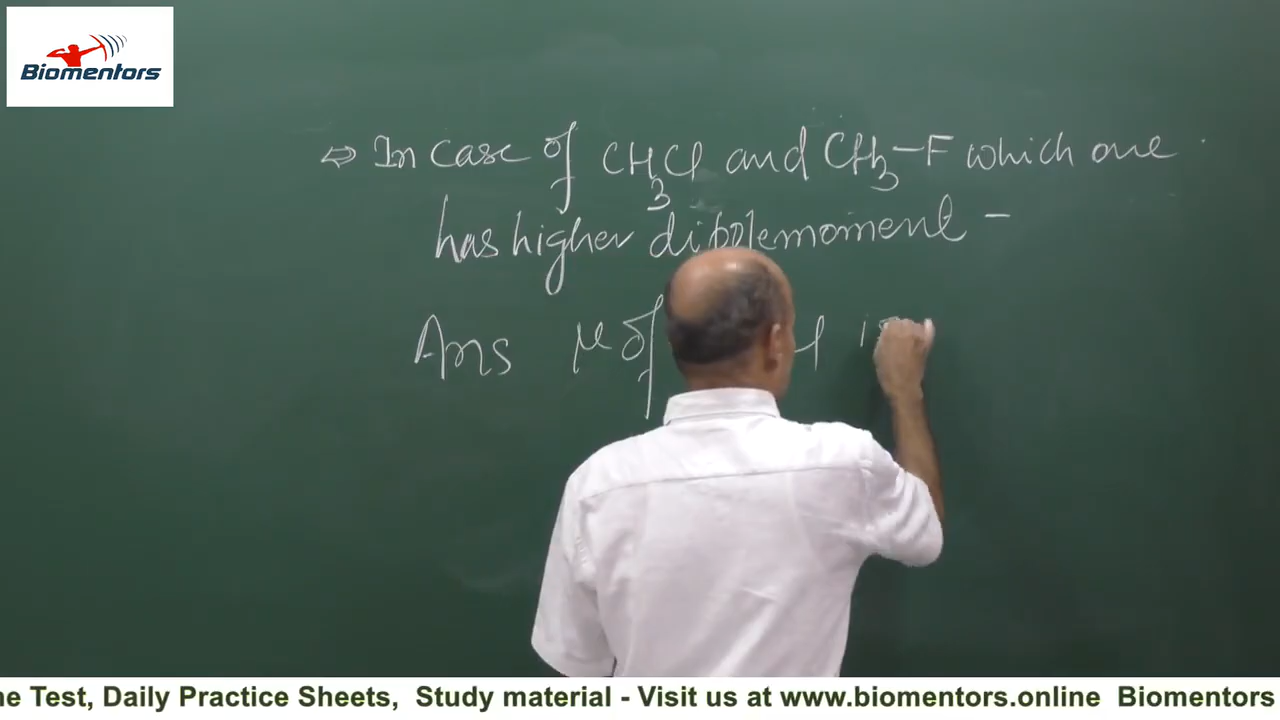 Biomentors
⇨ In case of CH3Cl and CH3-F which one
has higher dipolemoment -
Ans μ of
ne Test, Daily Practice Sheets, Study material - Visit us at www.biomentors.online Biomentors